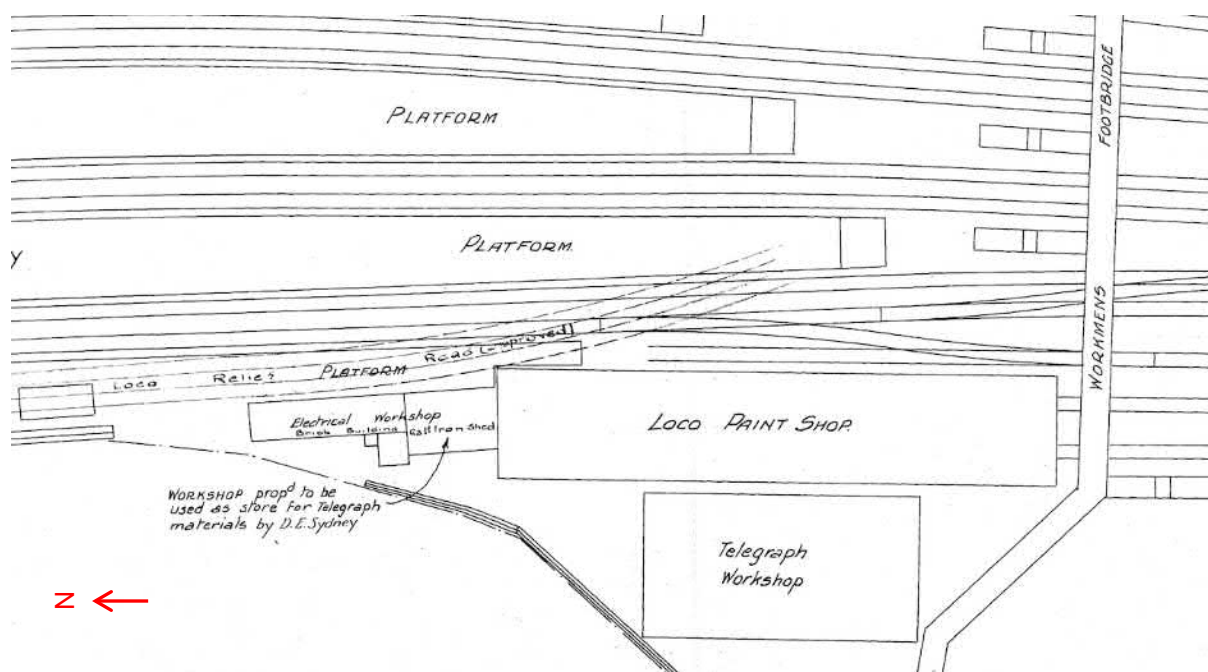 PLATFORM
FOOTBRIDGE
PLATFORM
Y
WORKMENS
LOCO RELIEF ROAD (improved)
PLATFORM
Electrical Workshop
Brick Building
Iron Shed
LOCO PAINT SHOP.
WORKSHOP propd to be
used as store for Telegraph
materials by D.E.Sydney
Telegraph
Workshop
N